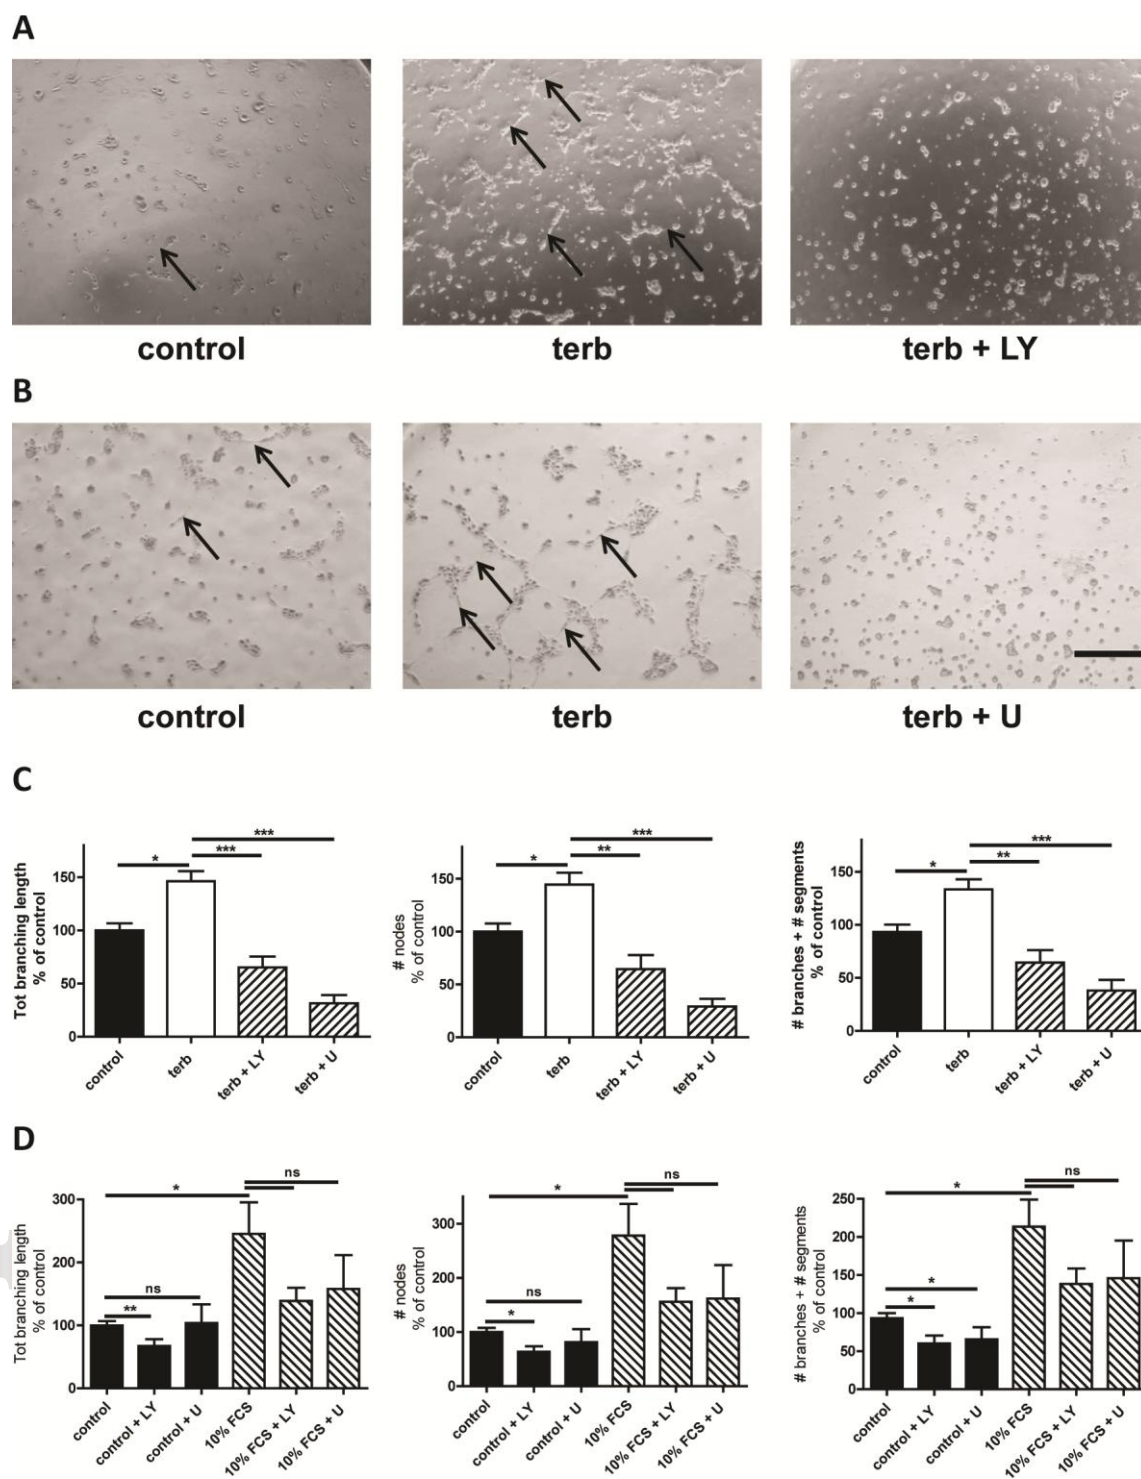 A
control
terb
terb + LY
B
control
terb
terb + U
C
Tot branching length
% of control
150
100
50
0
*
***
***
control
terb
terb + LY
terb + U
# nodes
% of control
150
100
50
0
*
**
***
control
terb
terb + LY
terb + U
# branches + # segments
% of control
150
100
50
0
*
**
***
control
terb
terb + LY
terb + U
D
Tot branching length
% of control
300
200
100
0
*
ns
ns
**
control
control + LY
control + U
10% FCS
10% FCS + LY
10% FCS + U
# nodes
% of control
300
200
100
0
*
ns
ns
*
control
control + LY
control + U
10% FCS
10% FCS + LY
10% FCS + U
# branches + # segments
% of control
250
200
150
100
50
0
*
ns
*
*
control
control + LY
control + U
10% FCS
10% FCS + LY
10% FCS + U